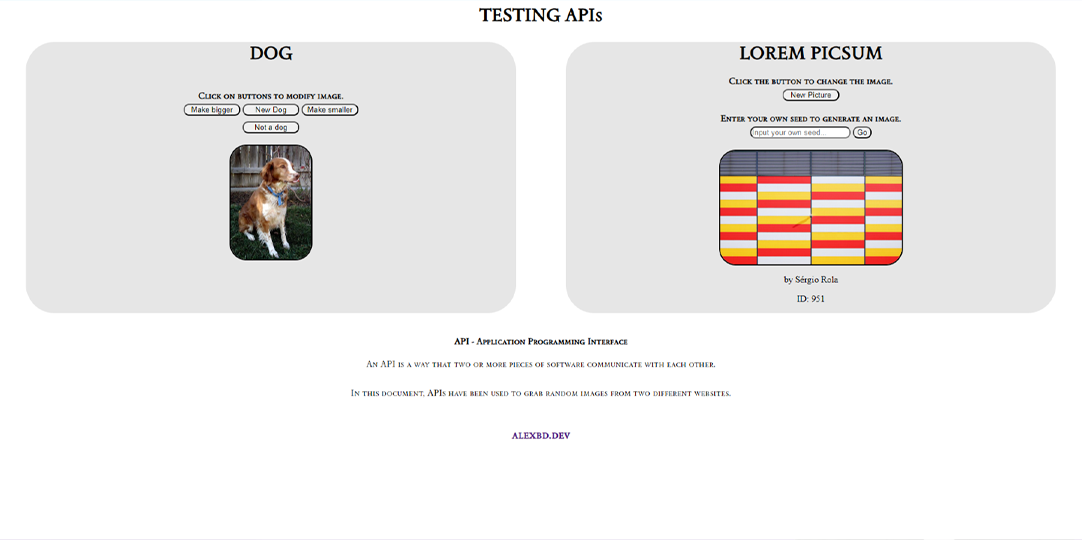 TESTING APIs
DOG
Click on buttons to modify image.
Make bigger New Dog Make smaller
Not a dog
LOREM PICSUM
Click the button to change the image.
New Picture
Enter your own seed to generate an image.
Input your own seed... Go
by Sérgio Rola
ID: 951
API - Application Programming Interface
An API is a way that two or more pieces of software communicate with each other.
In this document, APIs have been used to grab random images from two different websites.
ALEXBD.DEV